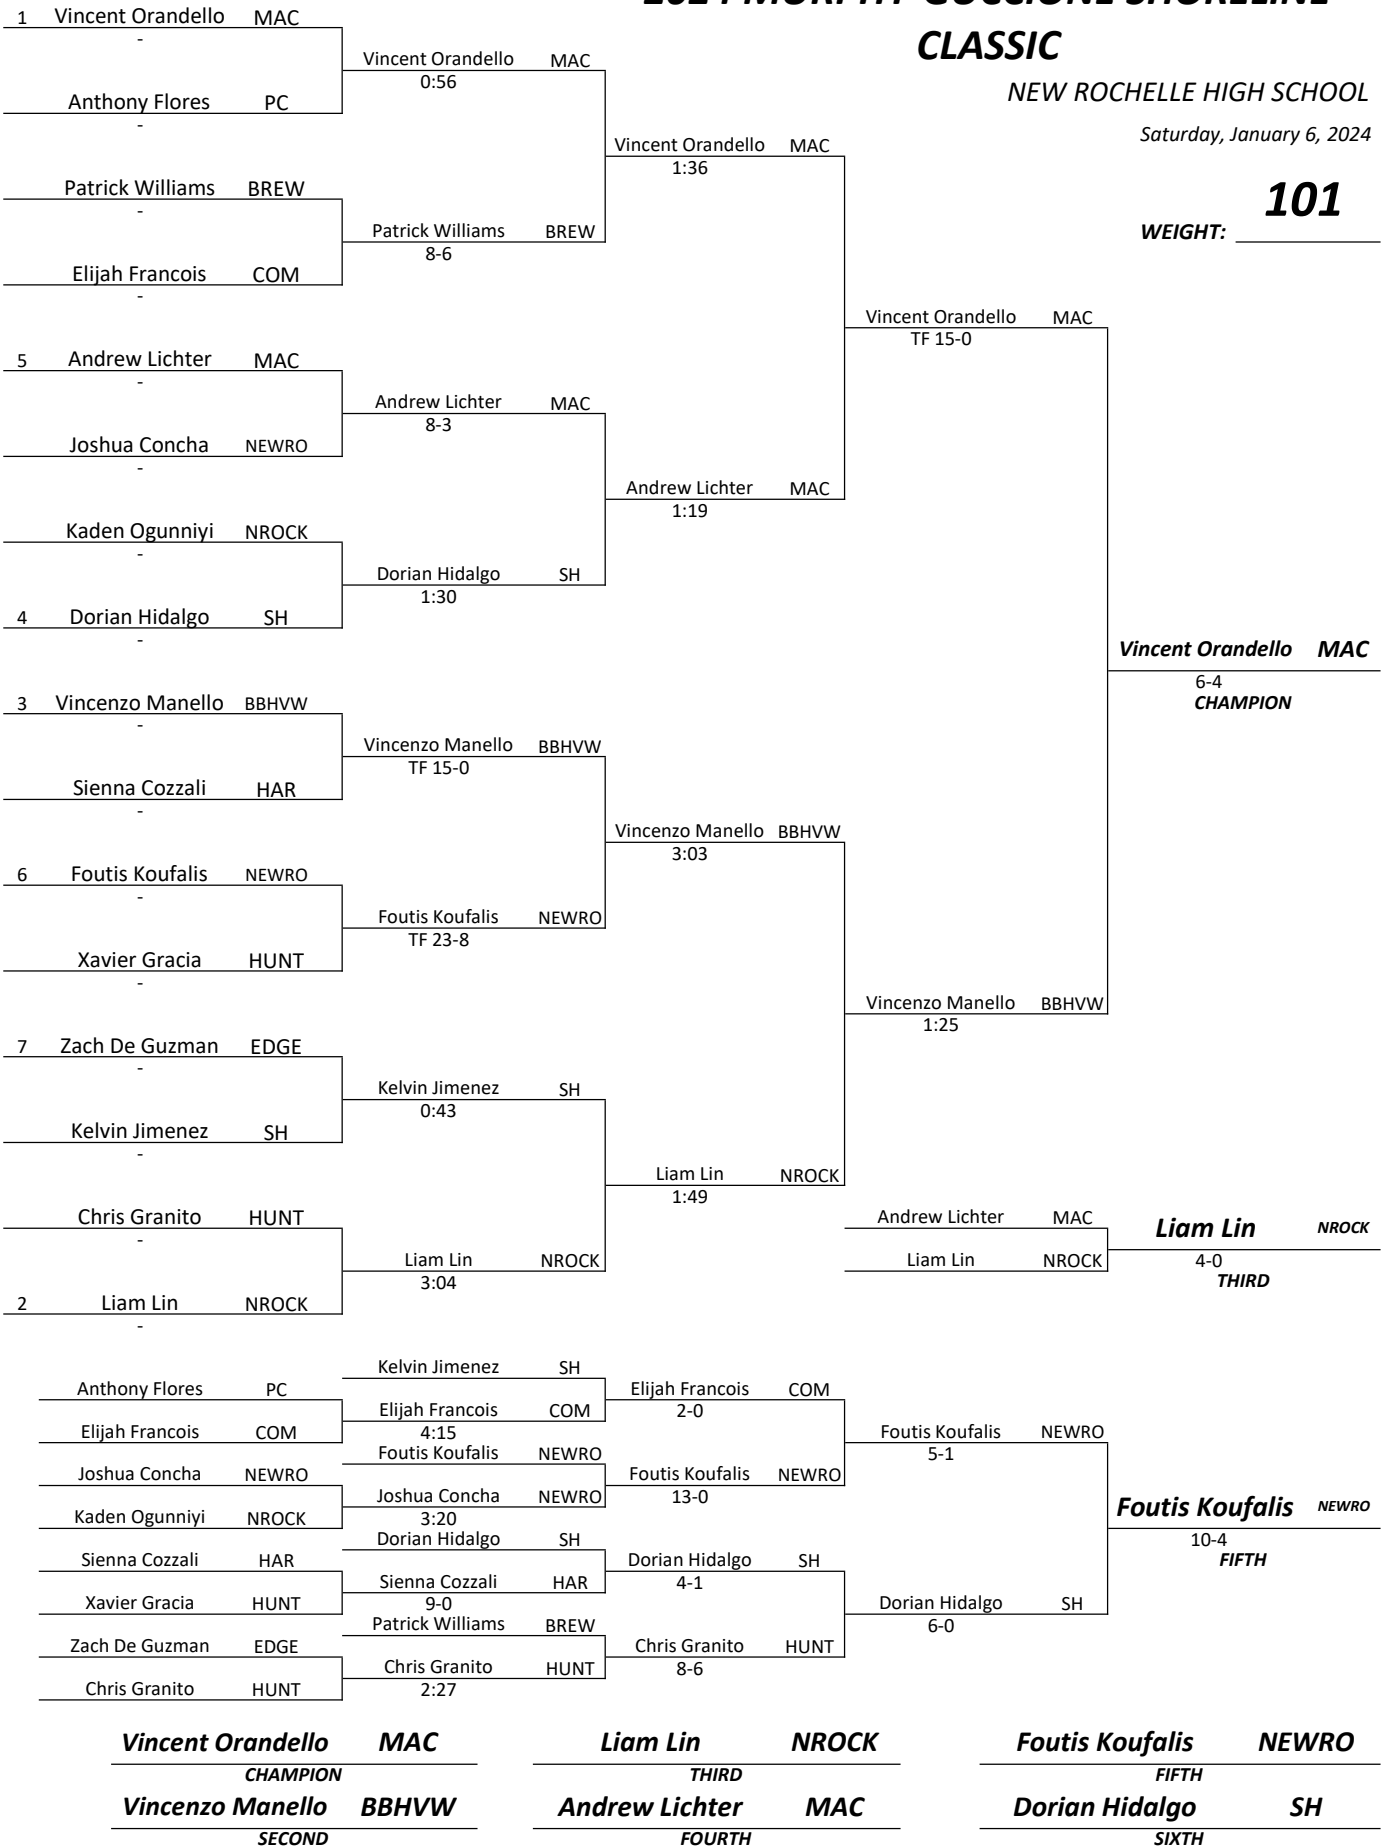 CLASSIC
NEW ROCHELLE HIGH SCHOOL
Saturday, January 6, 2024
101
WEIGHT:
1 Vincent Orandello MAC
-
Vincent Orandello MAC
0:56
Anthony Flores PC
-
Vincent Orandello MAC
1:36
Patrick Williams BREW
-
Patrick Williams BREW
8-6
Elijah Francois COM
-
Vincent Orandello MAC
TF 15-0
5 Andrew Lichter MAC
-
Andrew Lichter MAC
8-3
Joshua Concha NEWRO
-
Andrew Lichter MAC
1:19
Kaden Ogunniyi NROCK
-
Dorian Hidalgo SH
1:30
4 Dorian Hidalgo SH
-
Vincent Orandello MAC
6-4
CHAMPION
3 Vincenzo Manello BBHVW
-
Vincenzo Manello BBHVW
TF 15-0
Sienna Cozzali HAR
-
Vincenzo Manello BBHVW
3:03
6 Foutis Koufalis NEWRO
-
Foutis Koufalis NEWRO
TF 23-8
Xavier Gracia HUNT
-
Vincenzo Manello BBHVW
1:25
7 Zach De Guzman EDGE
-
Kelvin Jimenez SH
0:43
Kelvin Jimenez SH
-
Liam Lin NROCK
1:49
Chris Granito HUNT
-
Liam Lin NROCK
3:04
2 Liam Lin NROCK
-
Andrew Lichter MAC
Liam Lin NROCK
Liam Lin NROCK
4-0
THIRD
Kelvin Jimenez SH
Anthony Flores PC
Elijah Francois COM
2-0
Elijah Francois COM
4:15
Elijah Francois COM
Foutis Koufalis NEWRO
5-1
Foutis Koufalis NEWRO
Joshua Concha NEWRO
Foutis Koufalis NEWRO
13-0
Joshua Concha NEWRO
3:20
Kaden Ogunniyi NROCK
Foutis Koufalis NEWRO
10-4
FIFTH
Dorian Hidalgo SH
Sienna Cozzali HAR
Dorian Hidalgo SH
4-1
Sienna Cozzali HAR
9-0
Xavier Gracia HUNT
Dorian Hidalgo SH
6-0
Patrick Williams BREW
Zach De Guzman EDGE
Chris Granito HUNT
8-6
Chris Granito HUNT
2:27
Chris Granito HUNT
Vincent Orandello MAC Liam Lin NROCK Foutis Koufalis NEWRO
CHAMPION THIRD FIFTH
Vincenzo Manello BBHVW Andrew Lichter MAC Dorian Hidalgo SH
SECOND FOURTH SIXTH